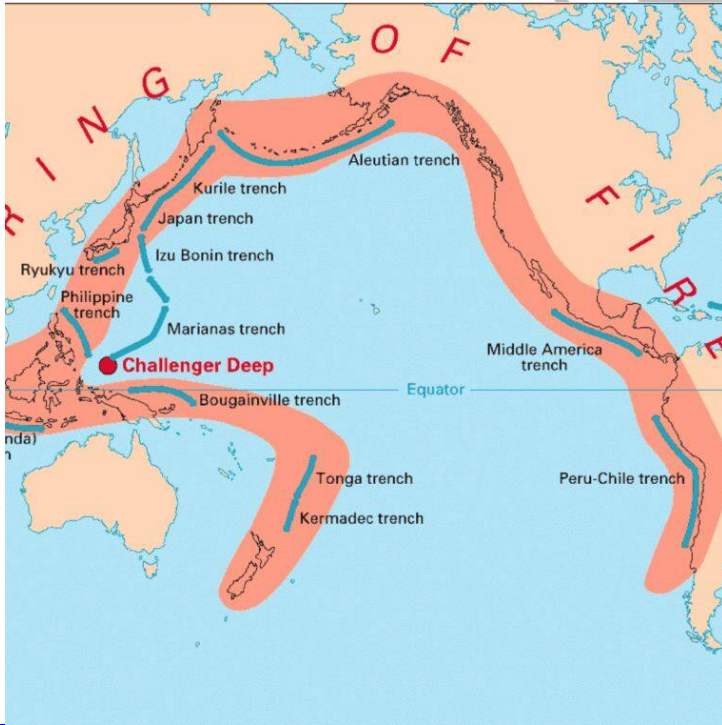 RING OF FIRE
Aleutian trench
Kurile trench
Japan trench
Izu Bonin trench
Ryukyu trench
Philippine
trench
Marianas trench
Challenger Deep
Middle America
trench
Equator
Bougainville trench
nda)
Tonga trench
Peru-Chile trench
Kermadec trench